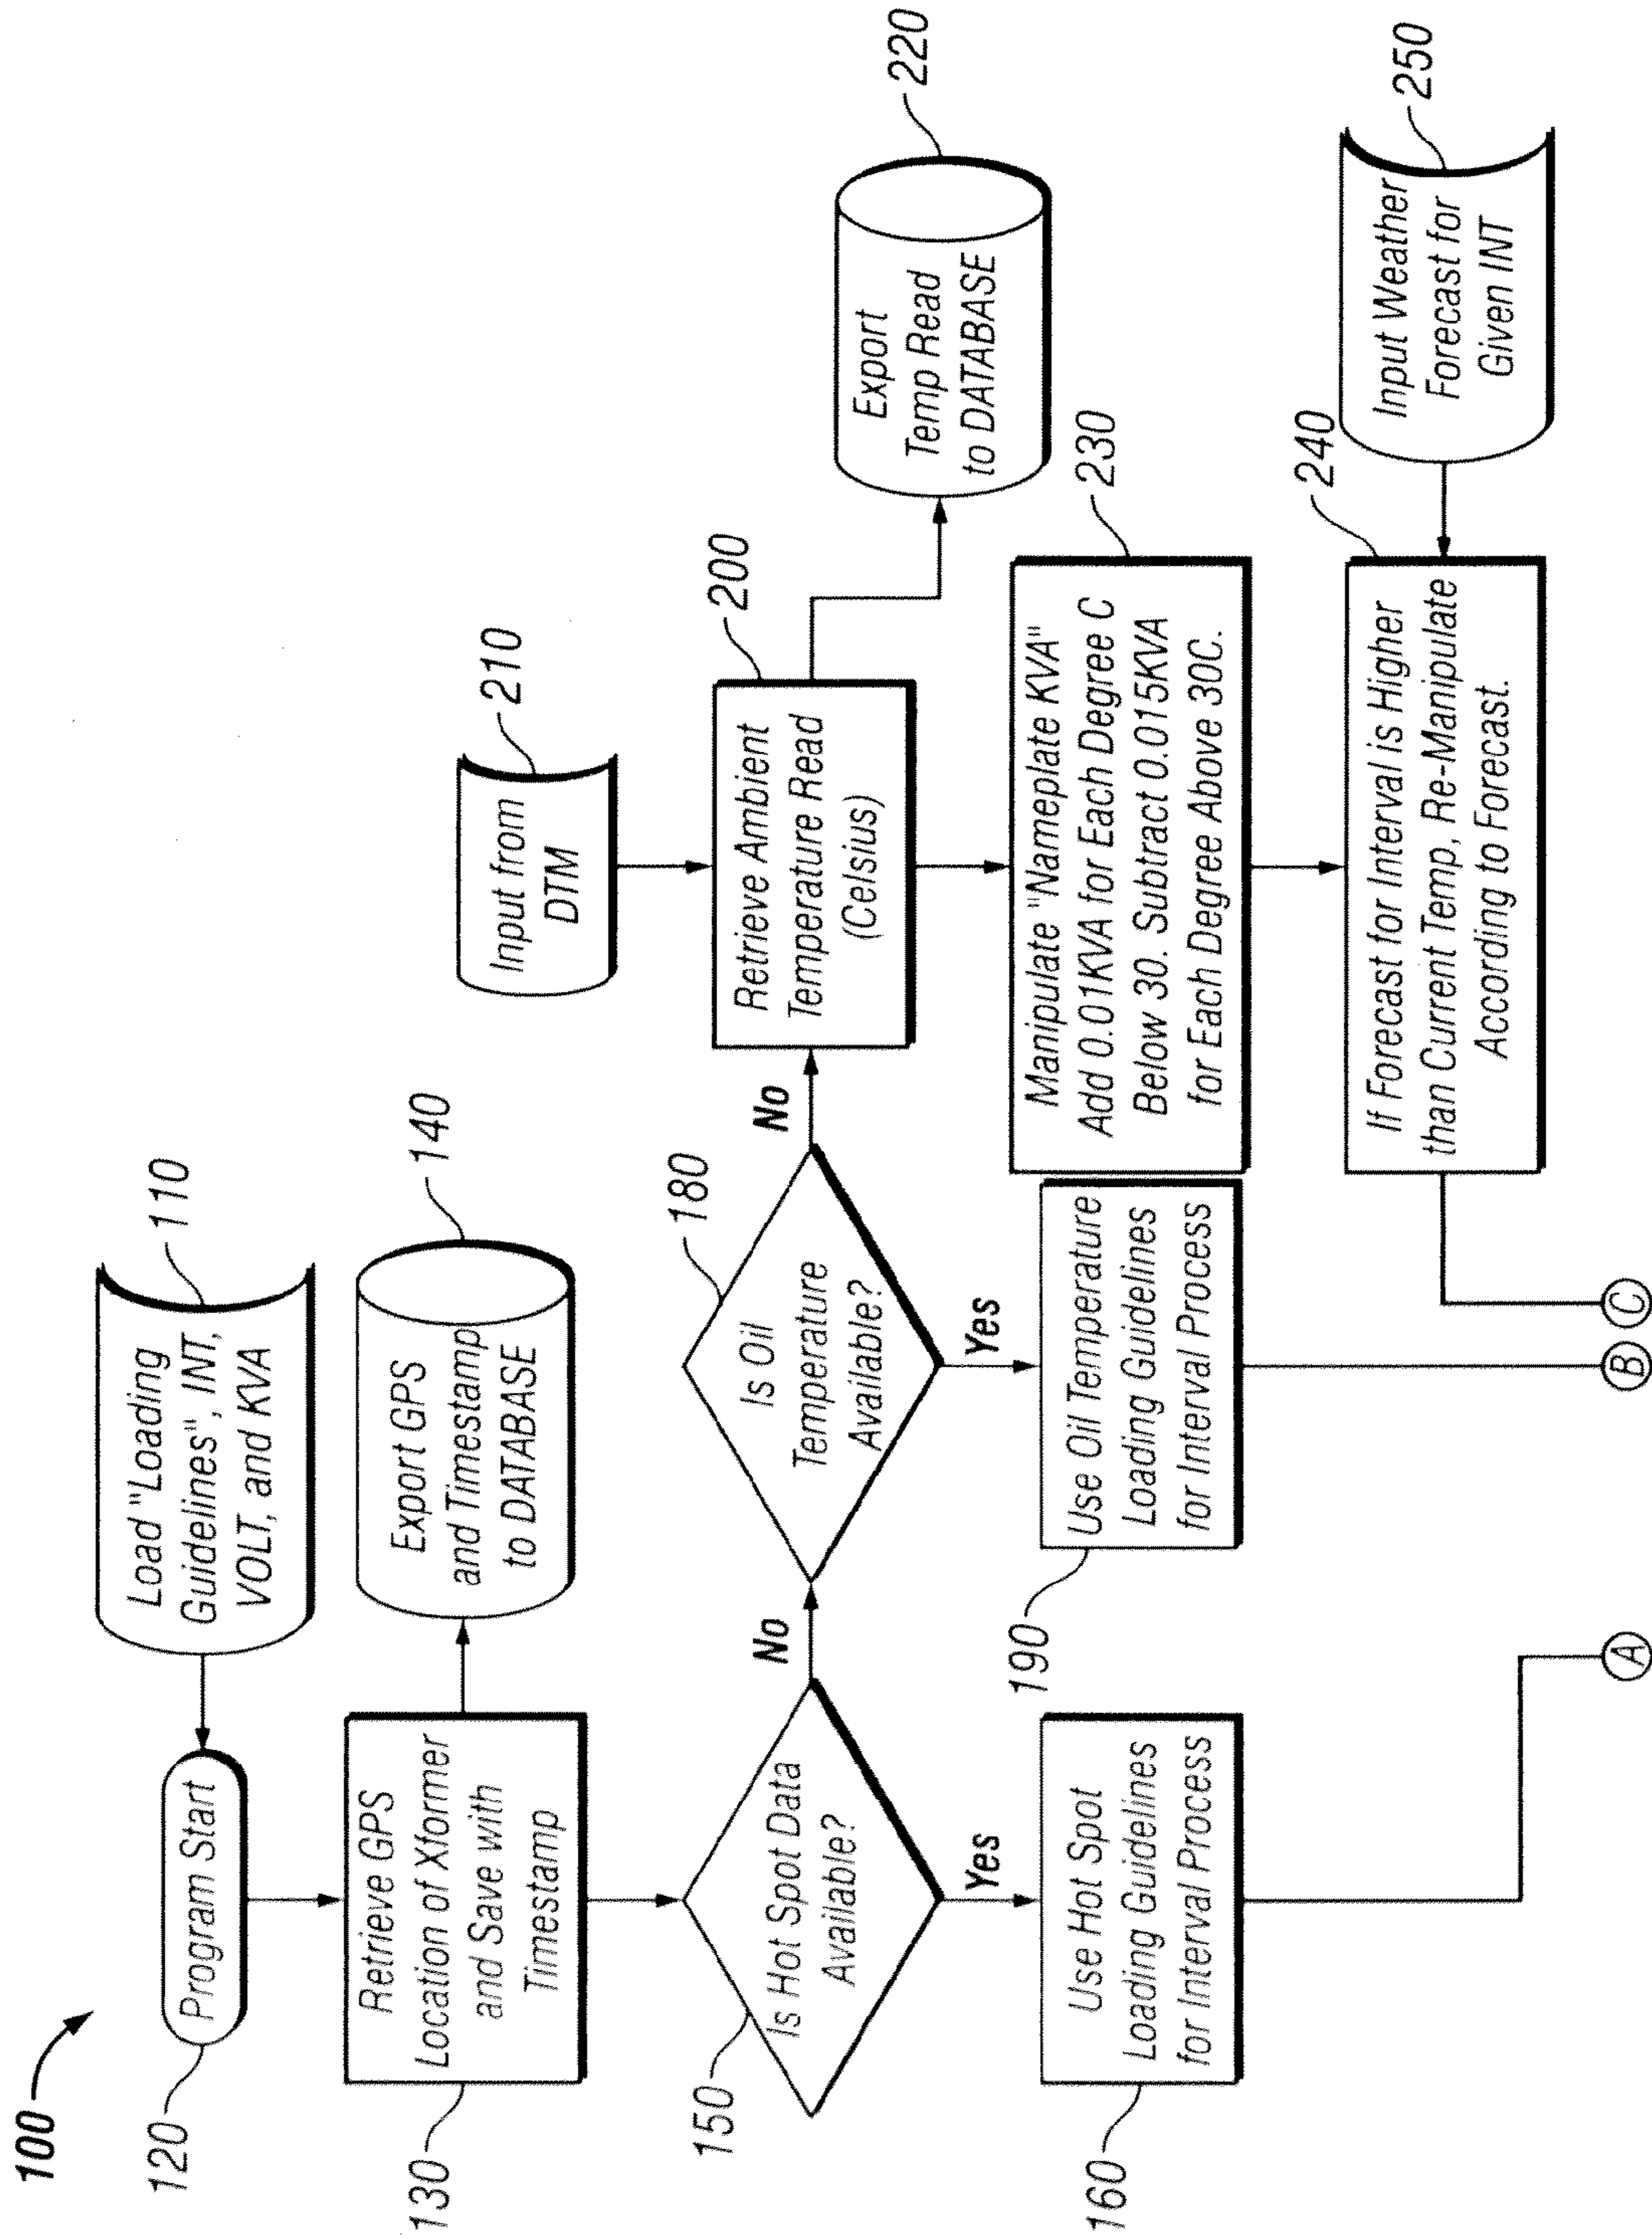 100
Load "Loading
Guidelines", INT,
VOLT, and KVA
110
120
Program Start
130
Retrieve GPS
Location of Xformer
and Save with
Timestamp
Export GPS
and Timestamp
to DATABASE
140
Input from
DTM
210
150
Is Hot Spot Data
Available?
No
180
Is Oil
Temperature
Available?
No
Retrieve Ambient
Temperature Read
(Celsius)
200
Export
Temp Read
to DATABASE
220
Yes
Yes
160
Use Hot Spot
Loading Guidelines
for Interval Process
190
Use Oil Temperature
Loading Guidelines
for Interval Process
Manipulate "Nameplate KVA"
Add 0.01KVA for Each Degree C
Below 30. Subtract 0.015KVA
for Each Degree Above 30C.
230
If Forecast for Interval is Higher
than Current Temp, Re-Manipulate
According to Forecast.
240
Input Weather
Forecast for
Given INT
250
A
B
C